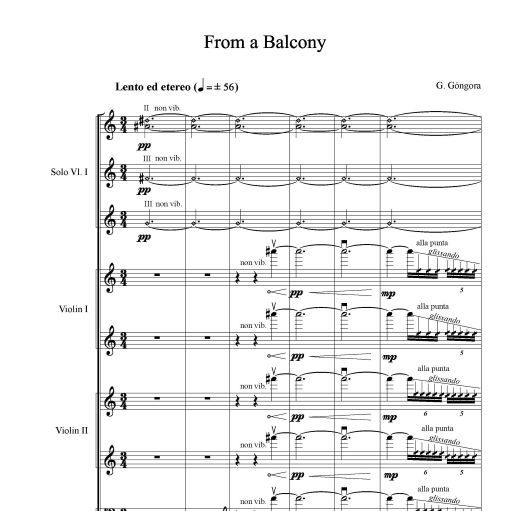 From a Balcony
Lento ed etereo (♩ = ± 56)
G. Góngora
II non vib.
pp
Solo Vl. I
III non vib.
pp
III non vib.
pp
alla punta
glissando
non vib.
5
pp
mp
Violin I
alla punta
glissando
non vib.
5
pp
mp
alla punta
glissando
non vib.
6 5
pp
mp
Violin II
alla punta
glissando
non vib.
6 5
pp
mp
alla punta
glissando
non vib.